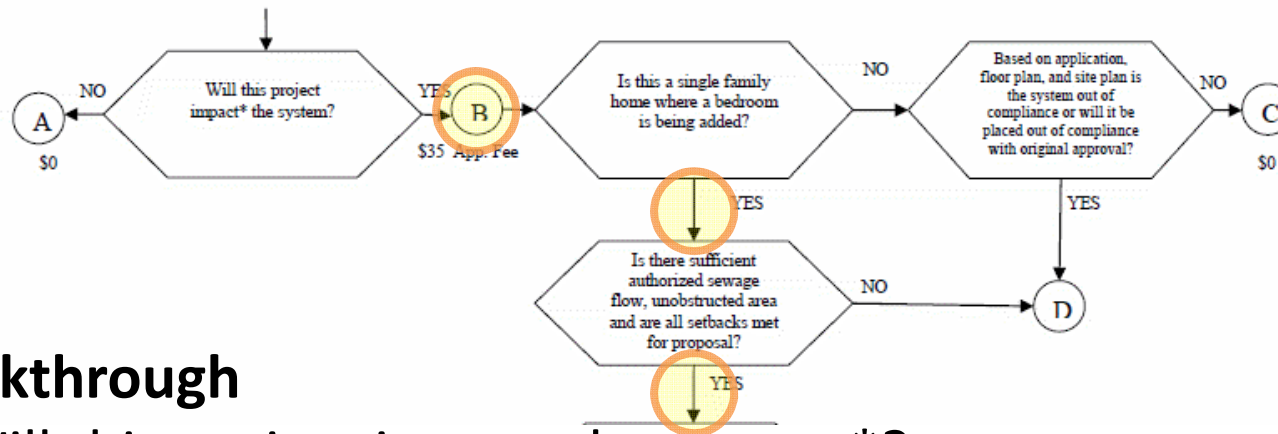 NO
A
$0
Will this project
impact* the system?
YES
B
$35 App. Fee
Is this a single family
home where a bedroom
is being added?
NO
Based on application,
floor plan, and site plan is
the system out of
compliance or will it be
placed out of compliance
with original approval?
NO
C
$0
YES
YES
Is there sufficient
authorized sewage
flow, unobstructed area
and are all setbacks met
for proposal?
NO
D
YES
kthrough